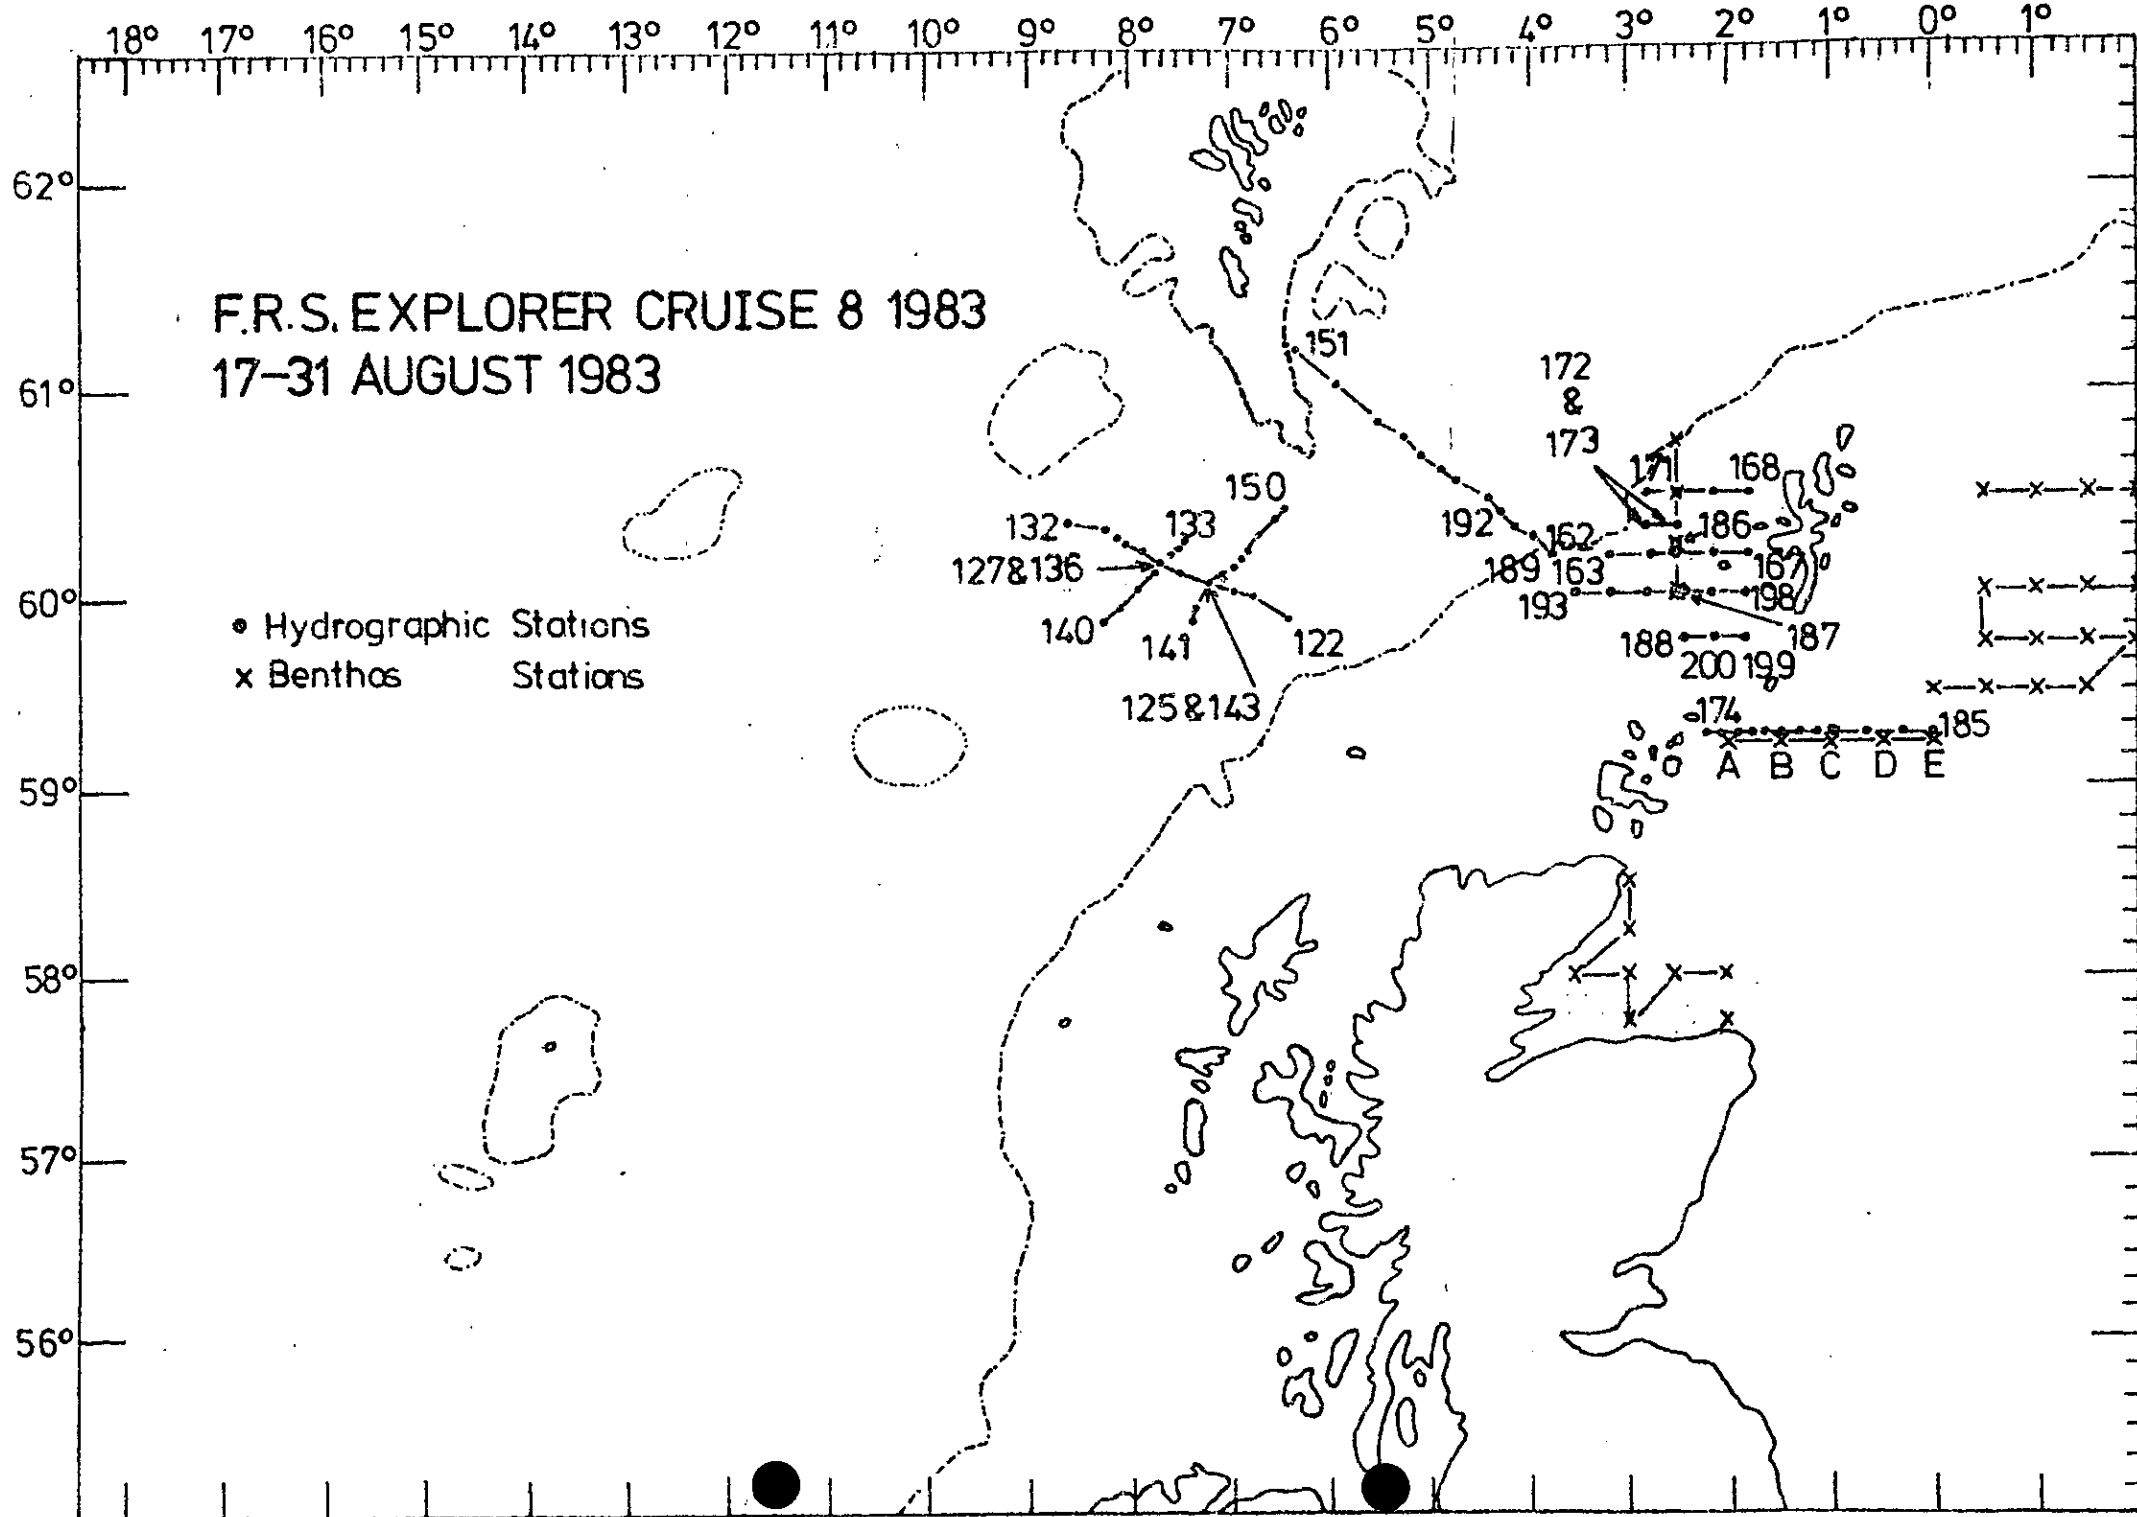 18° 17° 16° 15° 14° 13° 12° 11° 10° 9° 8° 7° 6° 5° 4° 3° 2° 1° 0° 1°
62°
F.R.S. EXPLORER CRUISE 8 1983
17-31 AUGUST 1983
151
172
&
173
61°
171 168
150
132 133 192 162 186
127&136 189 163 167
60°
193 198
Hydrographic Stations
140 141 122 188 187
x Benthos Stations
200 199
125&143
174 185
A B C D E
59°
58°
57°
56°